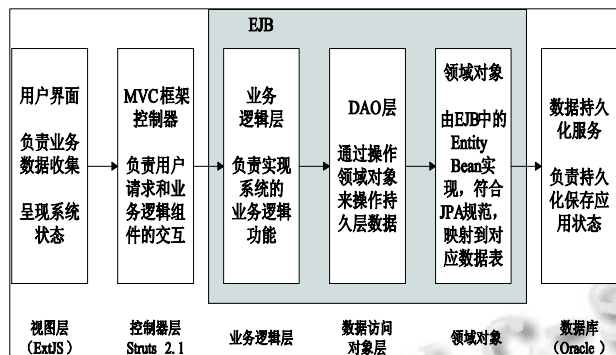 EJB
用户界面
负责业务
数据收集
呈现系统
状态
MVC框架
控制器
负责用户
请求和业
务逻辑组
件的交互
业务
逻辑层
负责实现
系统的
业务逻辑
功能
DAO层
通过操作
领域对象
来操作持
久层数据
领域对象
由EJB中的
Entity
Bean实
现，符合
JPA规范，
映射到对
应数据表
数据持久
化服务
负责持久
化保存应
用状态
视图层
（ExtJS）
控制器层
Struts 2.1
业务逻辑层
数据访问
对象层
领域对象
数据库
（Oracle）